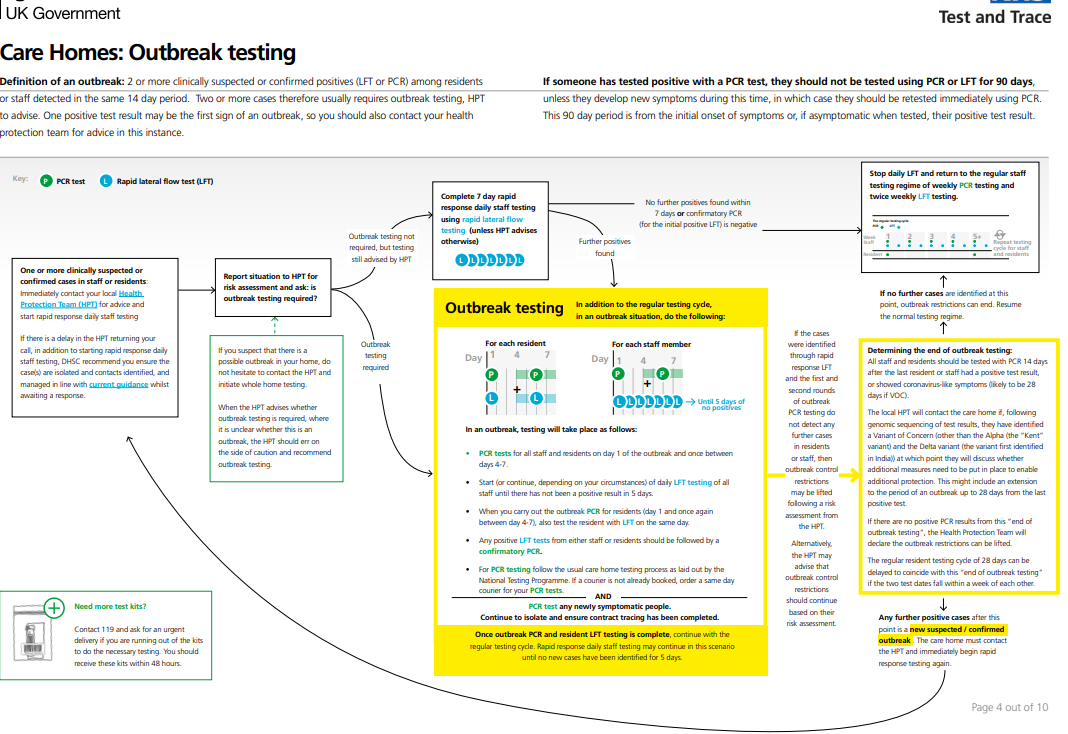 UK Government
Test and Trace
Care Homes: Outbreak testing
Definition of an outbreak: 2 or more clinically suspected or confirmed positives (LFT or PCR) among residents
or staff detected in the same 14 day period. Two or more cases therefore usually requires outbreak testing, HPT
to advise. One positive test result may be the first sign of an outbreak, so you should also contact your health
protection team for advice in this instance.
If someone has tested positive with a PCR test, they should not be tested using PCR or LFT for 90 days,
unless they develop new symptoms during this time, in which case they should be retested immediately using PCR.
This 90 day period is from the initial onset of symptoms or, if asymptomatic when tested, their positive test result.
Key:
P PCR test
L Rapid lateral flow test (LFT)
One or more clinically suspected or
confirmed cases in staff or residents:
Immediately contact your local Health
Protection Team (HPT) for advice and
start rapid response daily staff testing
If there is a delay in the HPT returning your
call, in addition to starting rapid response daily
staff testing, DHSC recommend you ensure the
case(s) are isolated and contacts identified, and
managed in line with current guidance whilst
awaiting a response.
Report situation to HPT for
risk assessment and ask: is
outbreak testing required?
If you suspect that there is a
possible outbreak in your home, do
not hesitate to contact the HPT and
initiate whole home testing.
When the HPT advises whether
outbreak testing is required, where
it is unclear whether this is an
outbreak, the HPT should err on
the side of caution and recommend
outbreak testing.
Outbreak testing not
required, but testing
still advised by HPT
Outbreak
testing
required
Complete 7 day rapid
response daily staff testing
using rapid lateral flow
testing (unless HPT advises
otherwise)
L L L L L L L
Further positives
found
No further positives found within
7 days or confirmatory PCR
(for the initial positive LFT) is negative
Stop daily LFT and return to the regular staff
testing regime of weekly PCR testing and
twice weekly LFT testing.
The regular testing cycle
Week
1 2 3 4 5+
Staff
Resident
Repeat testing
cycle for staff
and residents
If no further cases are identified at this
point, outbreak restrictions can end. Resume
the normal testing regime.
Outbreak testing
In addition to the regular testing cycle,
in an outbreak situation, do the following:
For each resident
Day 1 4 7
P + P
L L
For each staff member
Day 1 4 7
P + P
L L L L L L L
Until 5 days of
no positives
In an outbreak, testing will take place as follows:
• PCR tests for all staff and residents on day 1 of the outbreak and once between
days 4-7.
• Start (or continue, depending on your circumstances) of daily LFT testing of all
staff until there has not been a positive result in 5 days.
• When you carry out the outbreak PCR for residents (day 1 and once again
between day 4-7), also test the resident with LFT on the same day.
• Any positive LFT tests from either staff or residents should be followed by a
confirmatory PCR.
• For PCR testing follow the usual care home testing process as laid out by the
National Testing Programme. If a courier is not already booked, order a same day
courier for your PCR tests.
AND
PCR test any newly symptomatic people.
Continue to isolate and ensure contract tracing has been completed.
Once outbreak PCR and resident LFT testing is complete, continue with the
regular testing cycle. Rapid response daily staff testing may continue in this scenario
until no new cases have been identified for 5 days.
If the cases
were identified
through rapid
response LFT
and the first and
second rounds
of outbreak
PCR testing do
not detect any
further cases
in residents
or staff, then
outbreak control
restrictions
may be lifted
following a risk
assessment from
the HPT.
Alternatively,
the HPT may
advise that
outbreak control
restrictions
should continue
based on their
risk assessment.
Determining the end of outbreak testing:
All staff and residents should be tested with PCR 14 days
after the last resident or staff had a positive test result,
or showed coronavirus-like symptoms (likely to be 28
days if VOC).
The local HPT will contact the care home if, following
genomic sequencing of test results, they have identified
a Variant of Concern (other than the Alpha (the "Kent"
variant) and the Delta variant (the variant first identified
in India)) at which point they will discuss whether
additional measures need to be put in place to enable
additional protection. This might include an extension
to the period of an outbreak up to 28 days from the last
positive test.
If there are no positive PCR results from this "end of
outbreak testing", the Health Protection Team will
declare the outbreak restrictions can be lifted.
The regular resident testing cycle of 28 days can be
delayed to coincide with this "end of outbreak testing"
if the two test dates fall within a week of each other.
Any further positive cases after this
point is a new suspected / confirmed
outbreak. The care home must contact
the HPT and immediately begin rapid
response testing again.
Need more test kits?
Contact 119 and ask for an urgent
delivery if you are running out of the kits
to do the necessary testing. You should
receive these kits within 48 hours.
Page 4 out of 10